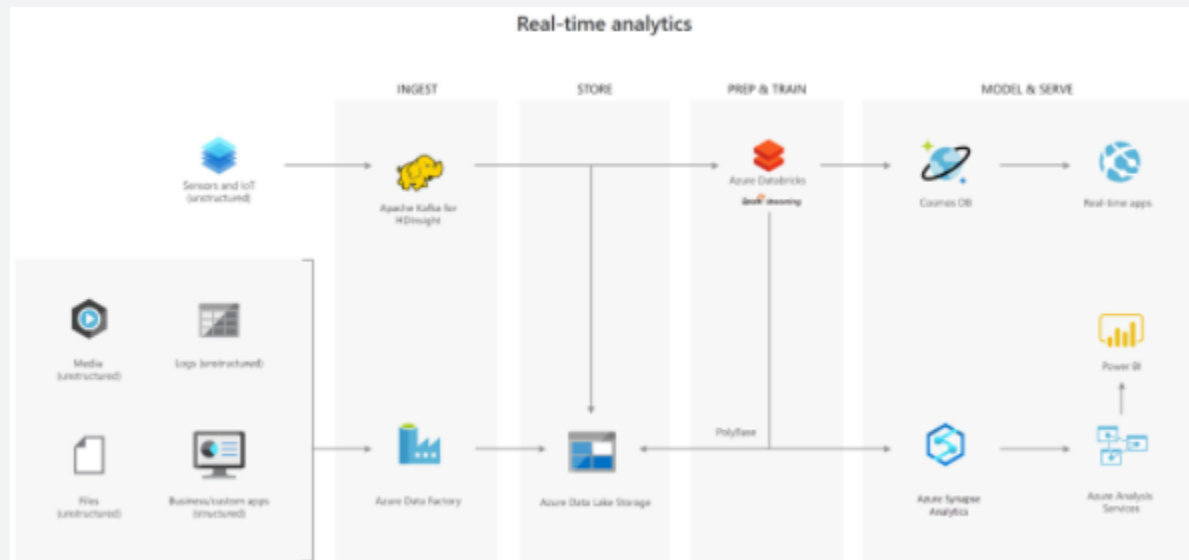 Real-time analytics
INGEST
STORE
PREP & TRAIN
MODEL & SERVE
Sensors and IoT
(unstructured)
Apache Kafka for
HDInsight
Azure Databricks
Spark streaming
Cosmos DB
Real-time apps
Media
(unstructured)
Logs (unstructured)
Power BI
Files
(unstructured)
Business/custom apps
(structured)
Azure Data Factory
Azure Data Lake Storage
PolyBase
Azure Synapse
Analytics
Azure Analysis
Services